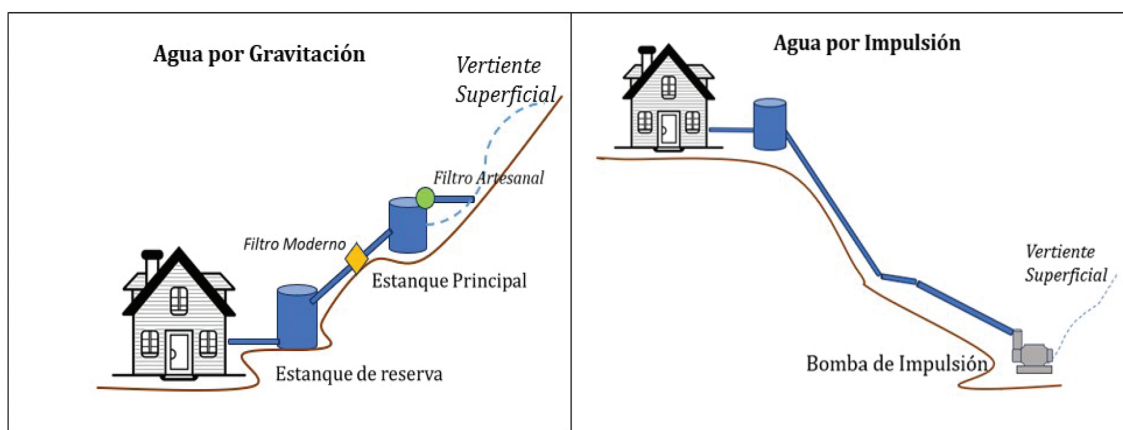 Agua por Gravitación
Vertiente
Superficial
Filtro Artesanal
Filtro Moderno
Estanque Principal
Estanque de reserva
Agua por Impulsión
Vertiente
Superficial
Bomba de Impulsión